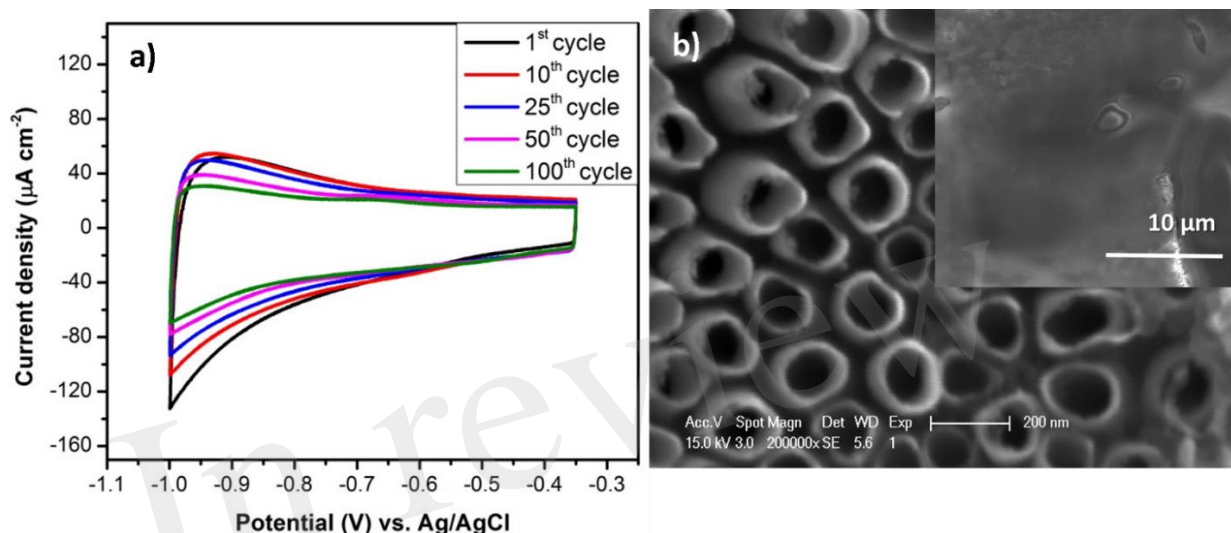 a)
1st cycle
10th cycle
25th cycle
50th cycle
100th cycle
120
80
40
0
-40
-80
-120
-160
Current density (µA cm-2)
-1.1 -1.0 -0.9 -0.8 -0.7 -0.6 -0.5 -0.4 -0.3
Potential (V) vs. Ag/AgCl
b)
10 µm
Acc.V Spot Magn Det WD Exp
15.0 kV 3.0 200000x SE 5.6 1
200 nm
In review